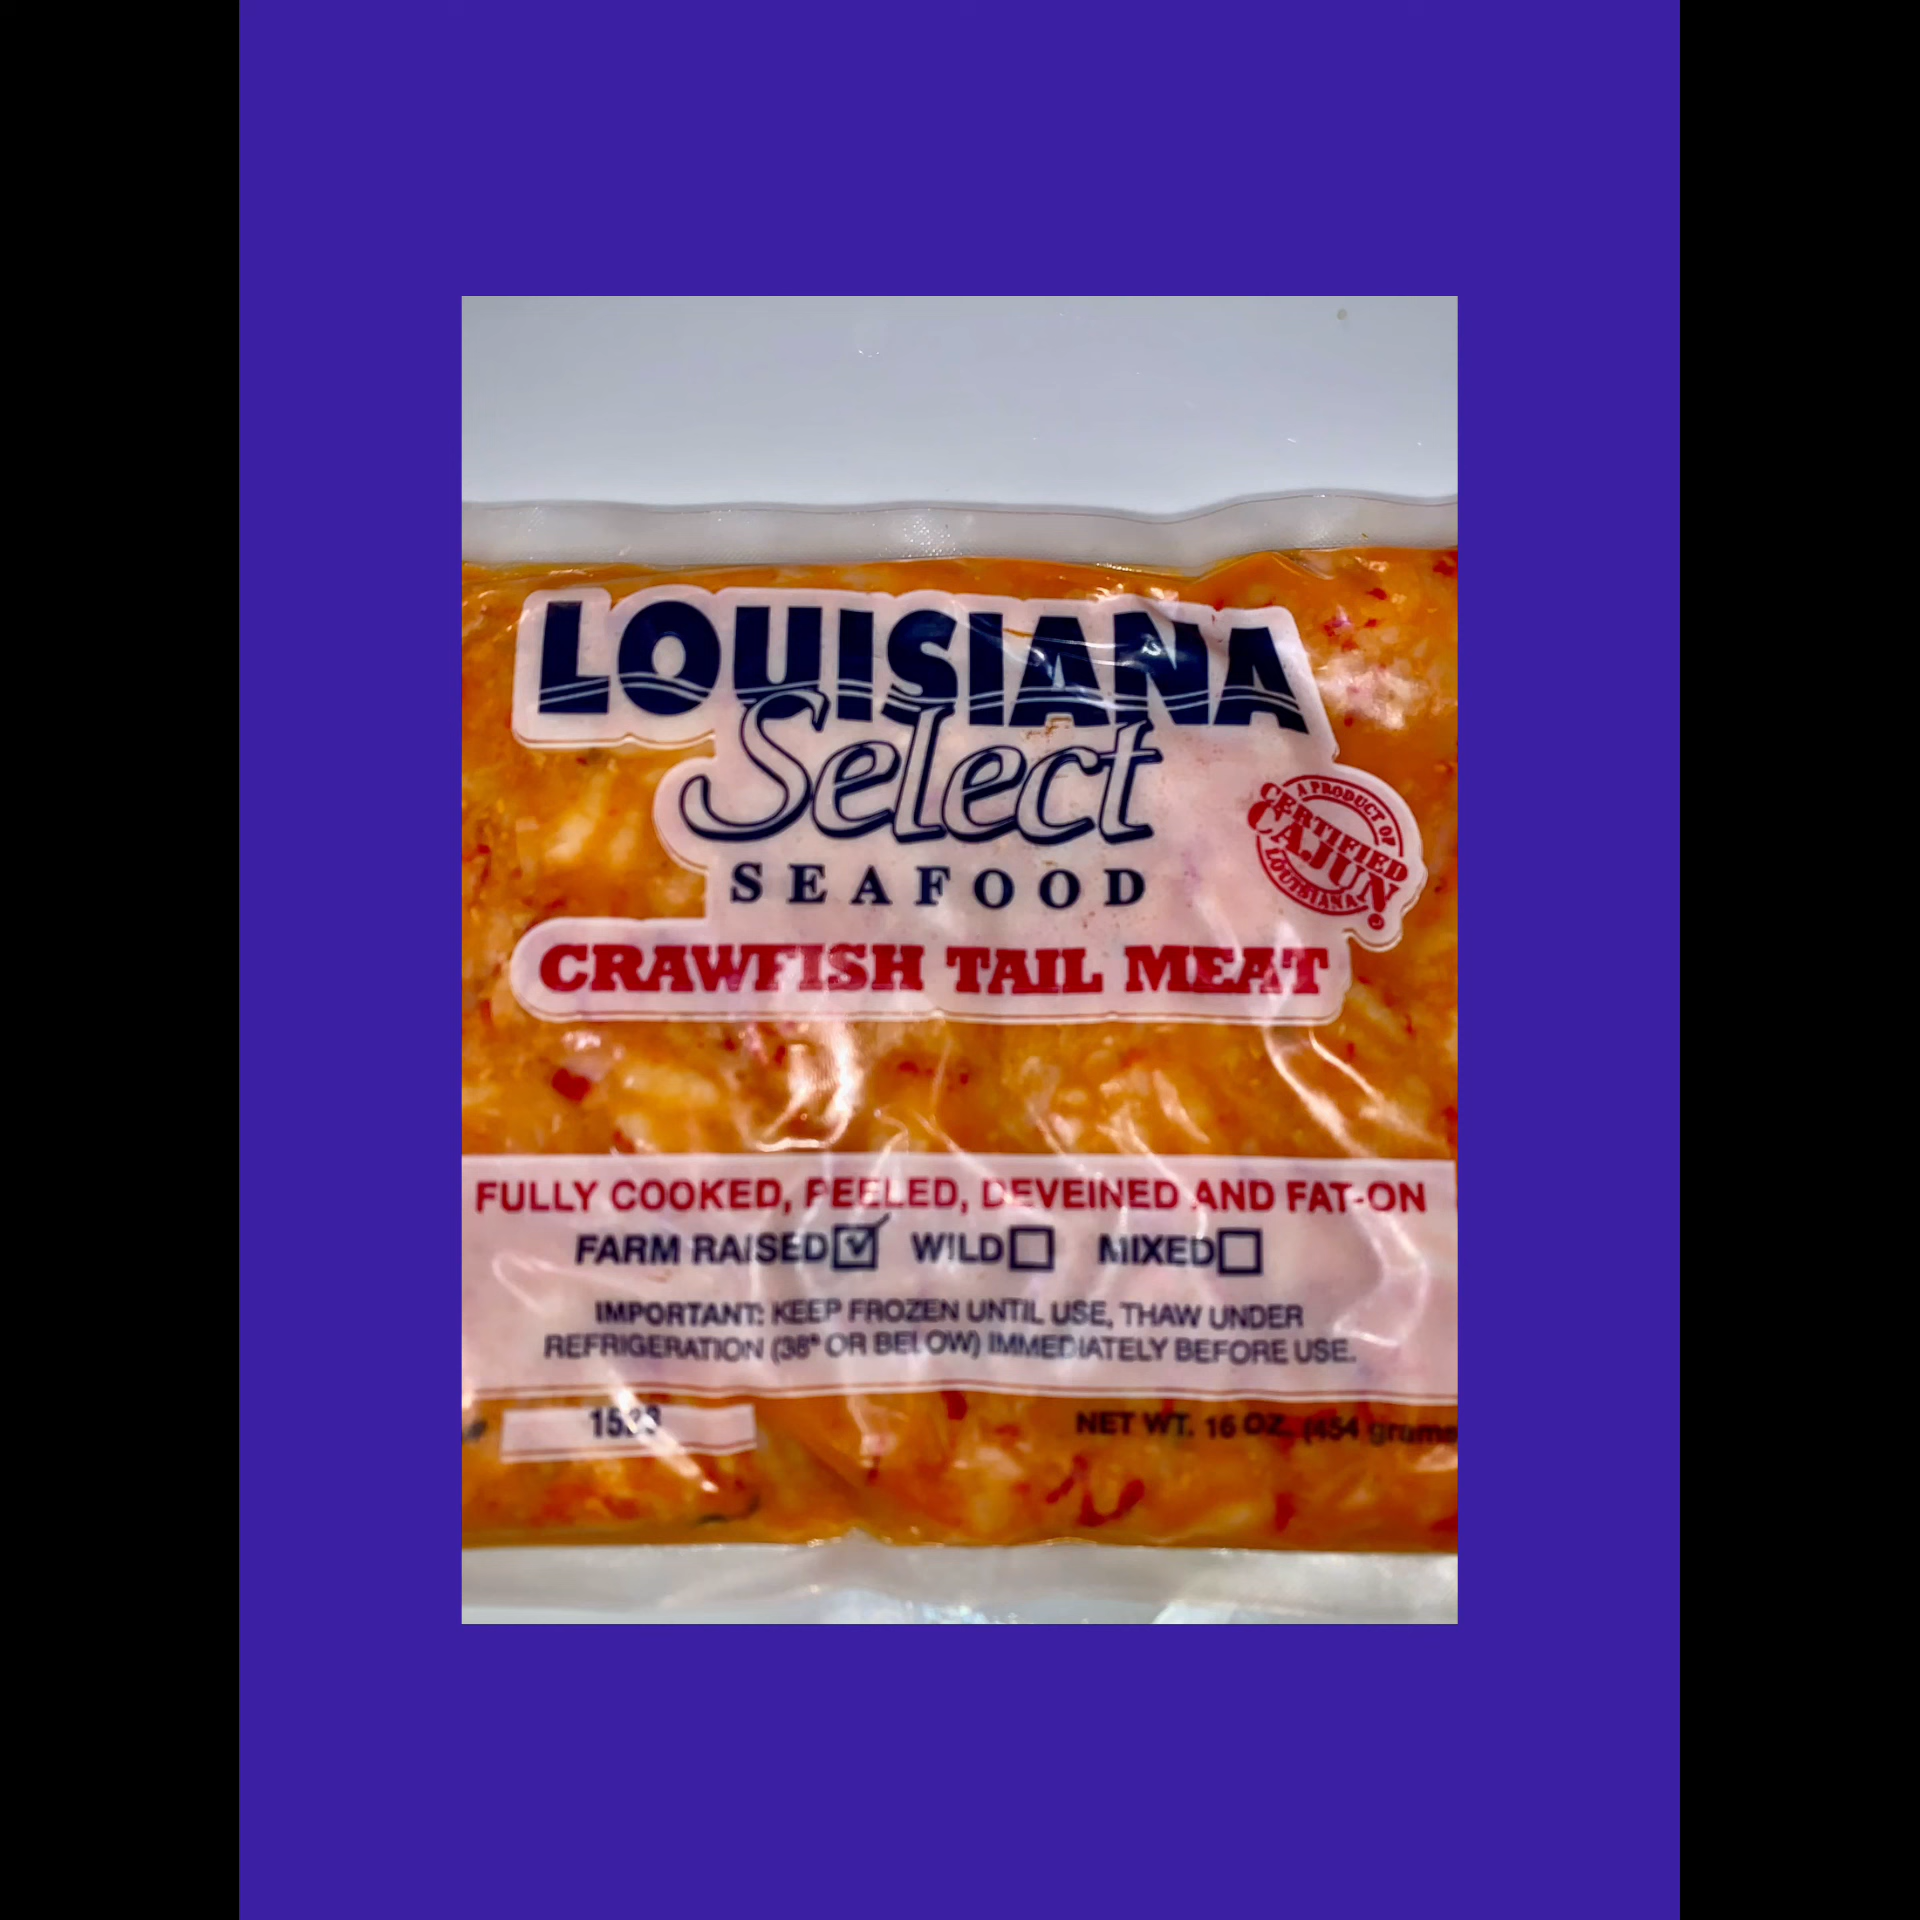 LOUISIANA
Select
SEAFOOD
A PRODUCT OF
CERTIFIED
CAJUN!
LOUISIANA
CRAWFISH TAIL MEAT
FULLY COOKED, PEELED, DEVEINED AND FAT-ON
FARM RAISED WILD MIXED
IMPORTANT: KEEP FROZEN UNTIL USE, THAW UNDER
REFRIGERATION (38° OR BELOW) IMMEDIATELY BEFORE USE.
NET WT. 16 OZ. (454 grams